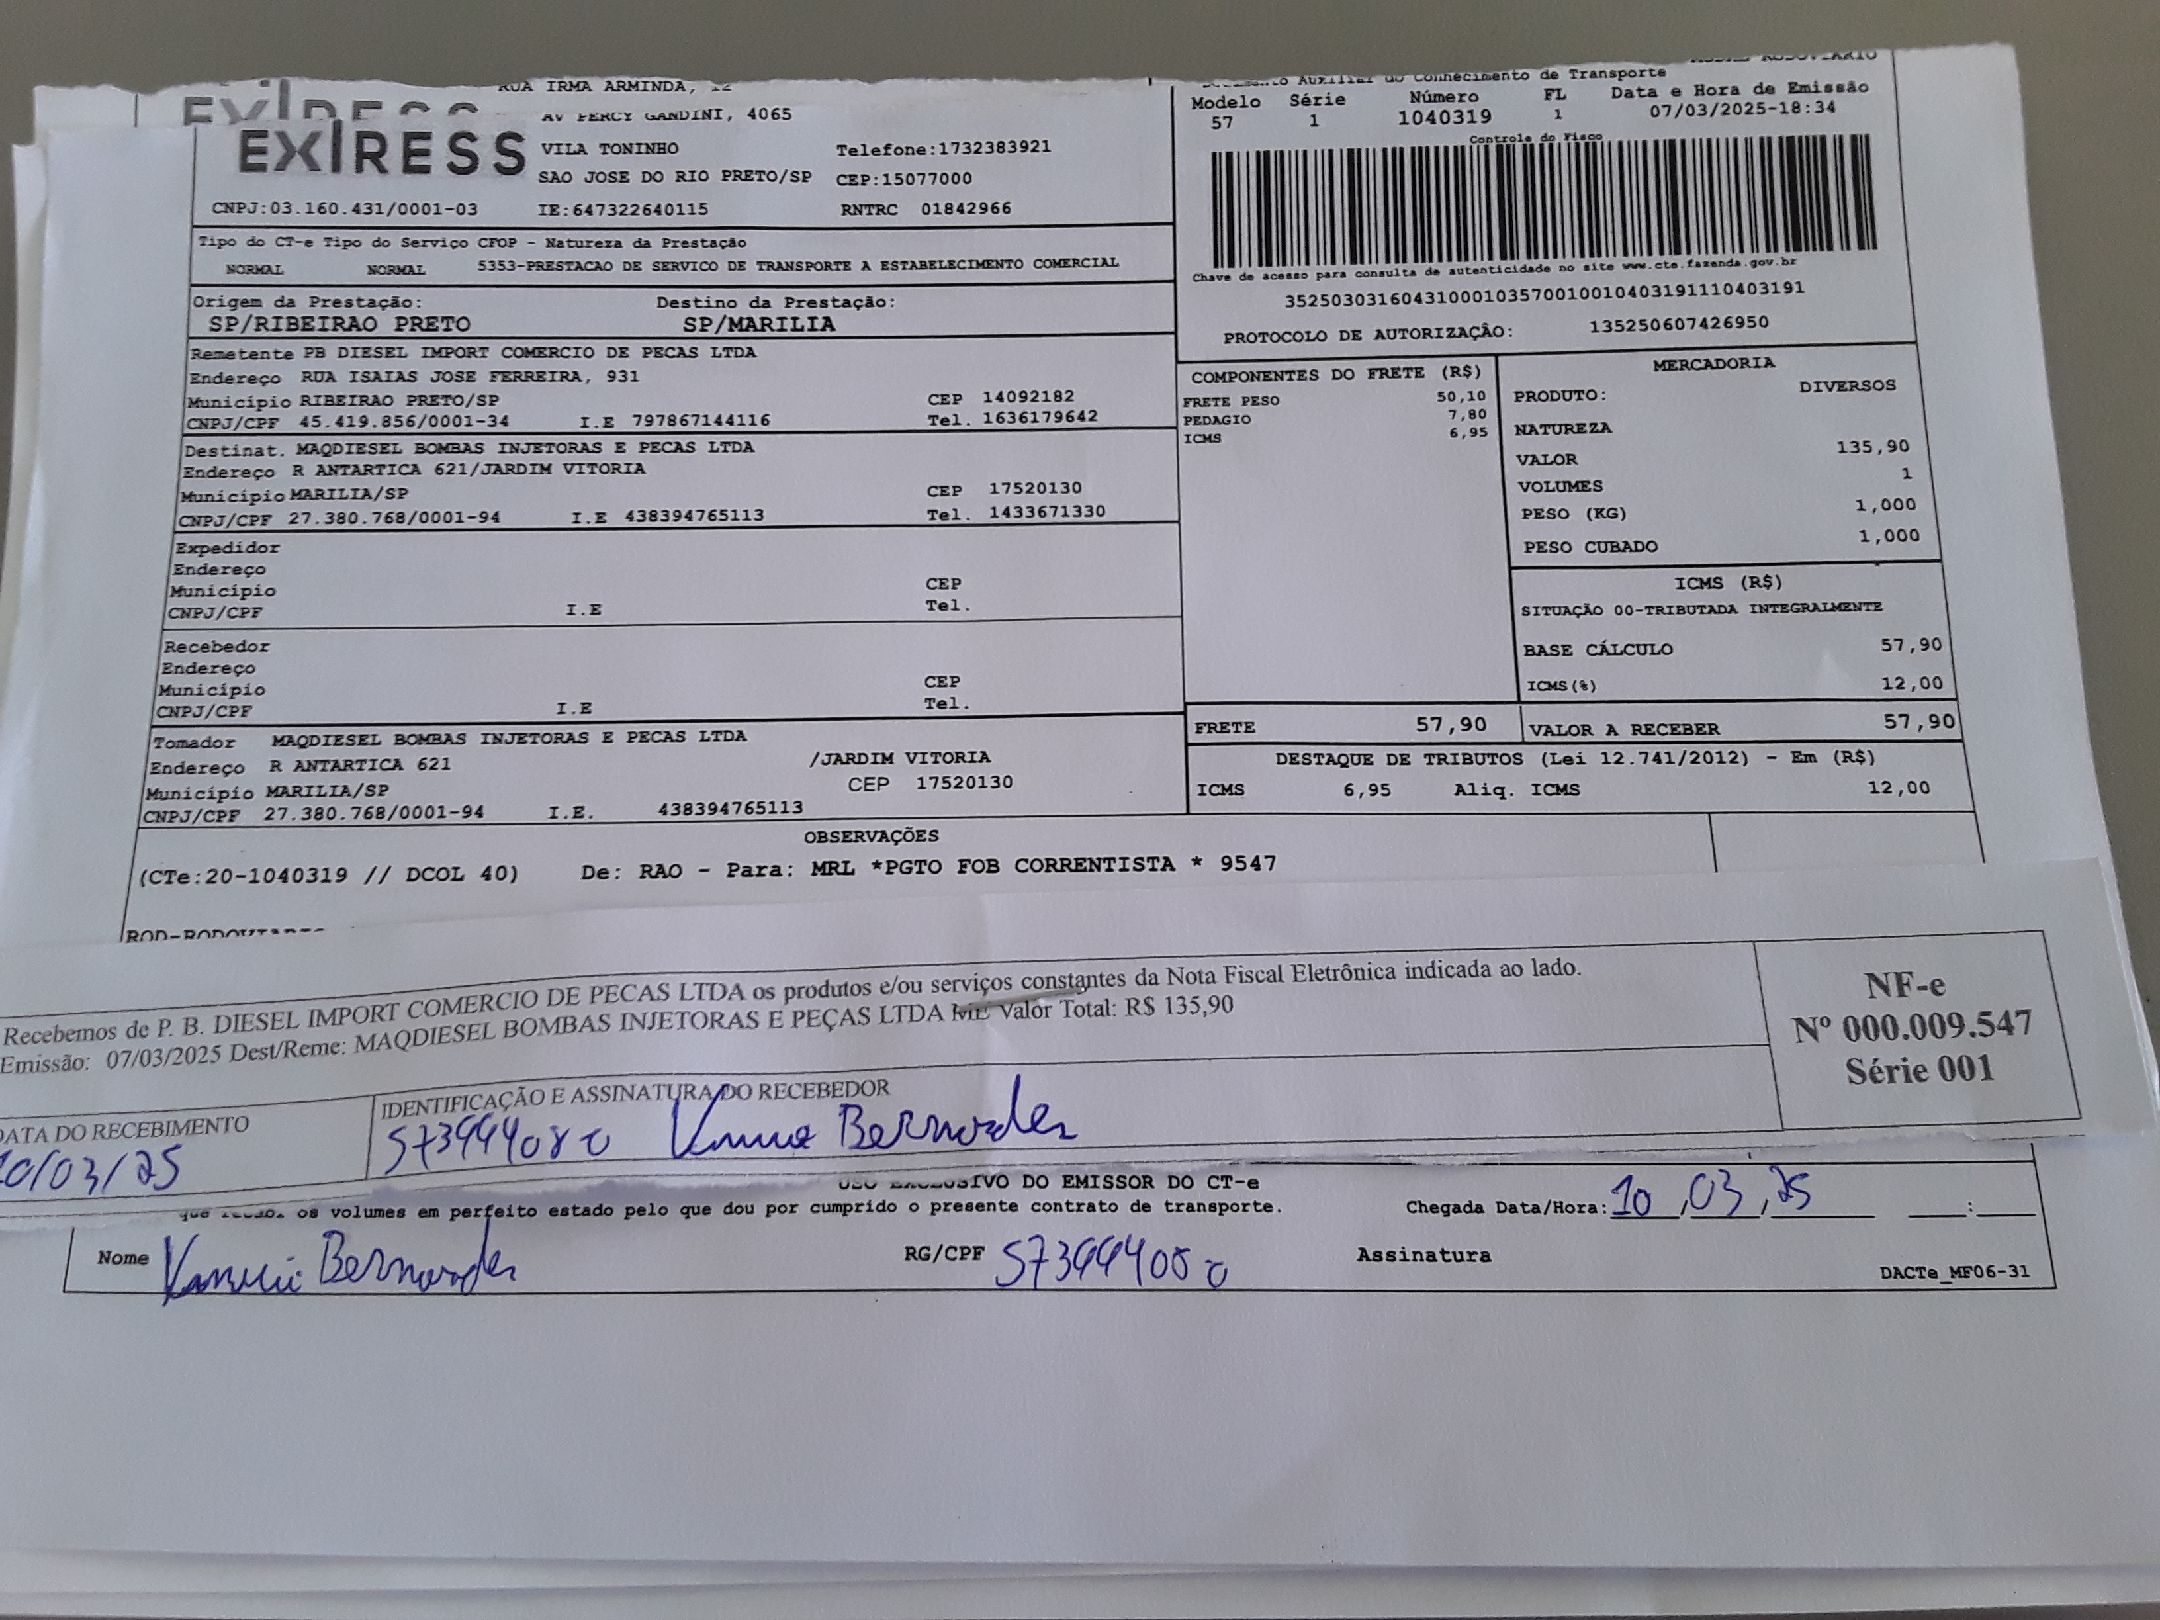 RUA IRMA ARMINDA, 12
EXIRESS
AV PERCY GANDINI, 4065
VILA TONINHO Telefone:1732383921
SAO JOSE DO RIO PRETO/SP CEP:15077000
CNPJ:03.160.431/0001-03 IE:647322640115 RNTRC 01842966
Documento Auxiliar do Conhecimento de Transporte
Modelo Série Número FL Data e Hora de Emissão
57 1 1040319 1 07/03/2025-18:34
Controle do Fisco
Chave de acesso para consulta de autenticidade no site www.cte.fazenda.gov.br
35250303160431000103570010010403191110403191
PROTOCOLO DE AUTORIZAÇÂO: 135250607426950
Tipo do CT-e Tipo do Serviço CFOP - Natureza da Prestação
NORMAL NORMAL 5353-PRESTACAO DE SERVICO DE TRANSPORTE A ESTABELECIMENTO COMERCIAL
Origem da Prestação: Destino da Prestação:
SP/RIBEIRAO PRETO SP/MARILIA
Remetente PB DIESEL IMPORT COMERCIO DE PECAS LTDA
Endereço RUA ISAIAS JOSE FERREIRA, 931
Município RIBEIRAO PRETO/SP CEP 14092182
CNPJ/CPF 45.419.856/0001-34 I.E 797867144116 Tel. 1636179642
Destinat. MAQDIESEL BOMBAS INJETORAS E PECAS LTDA
Endereço R ANTARTICA 621/JARDIM VITORIA
Município MARILIA/SP CEP 17520130
CNPJ/CPF 27.380.768/0001-94 I.E 438394765113 Tel. 1433671330
Expedidor
Endereço
Município CEP
CNPJ/CPF I.E Tel.
Recebedor
Endereço
Município CEP
CNPJ/CPF I.E Tel.
Tomador MAQDIESEL BOMBAS INJETORAS E PECAS LTDA
Endereço R ANTARTICA 621 /JARDIM VITORIA
Município MARILIA/SP CEP 17520130
CNPJ/CPF 27.380.768/0001-94 I.E. 438394765113
COMPONENTES DO FRETE (R$)
FRETE PESO 50,10
PEDAGIO 7,80
ICMS 6,95
MERCADORIA
PRODUTO: DIVERSOS
NATUREZA
VALOR 135,90
VOLUMES 1
PESO (KG) 1,000
PESO CUBADO 1,000
ICMS (R$)
SITUAÇÃO 00-TRIBUTADA INTEGRALMENTE
BASE CÁLCULO 57,90
ICMS(%) 12,00
FRETE 57,90 VALOR A RECEBER 57,90
DESTAQUE DE TRIBUTOS (Lei 12.741/2012) - Em (R$)
ICMS 6,95 Aliq. ICMS 12,00
OBSERVAÇÕES
(CTe:20-1040319 // DCOL 40) De: RAO - Para: MRL *PGTO FOB CORRENTISTA * 9547
Recebemos de P. B. DIESEL IMPORT COMERCIO DE PECAS LTDA os produtos e/ou serviços constantes da Nota Fiscal Eletrônica indicada ao lado.
Emissão: 07/03/2025 Dest/Reme: MAQDIESEL BOMBAS INJETORAS E PEÇAS LTDA ME Valor Total: R$ 135,90
NF-e
Nº 000.009.547
Série 001
DATA DO RECEBIMENTO IDENTIFICAÇÃO E ASSINATURA DO RECEBEDOR
10/03/25 Bernardes
USO EXCLUSIVO DO EMISSOR DO CT-e
os volumes em perfeito estado pelo que dou por cumprido o presente contrato de transporte. Chegada Data/Hora: 10,03,25 :
Nome Bernardes RG/CPF Assinatura
DACTe_MF06-31